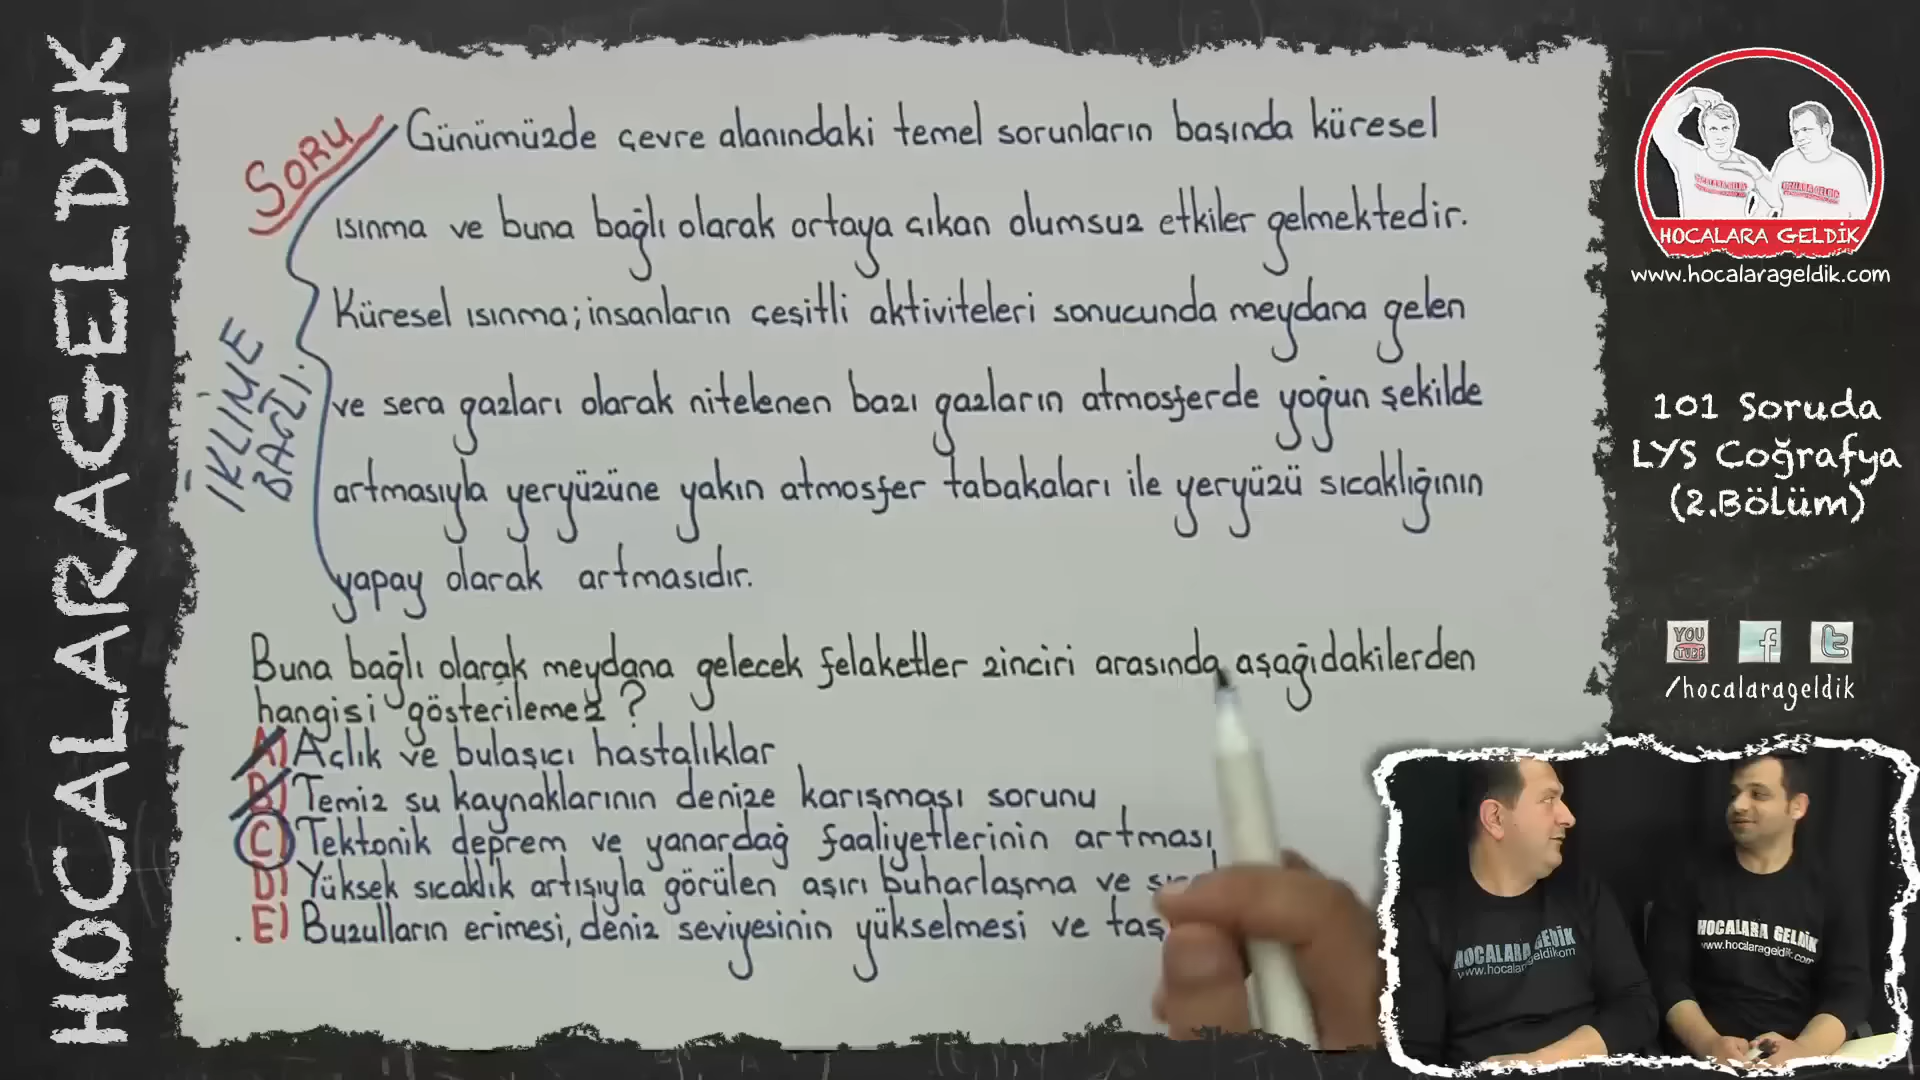 HOCALARAGELDİK
SORU
Günümüzde çevre alanındaki temel sorunların başında küresel
ısınma ve buna bağlı olarak ortaya çıkan olumsuz etkiler gelmektedir.
Küresel ısınma; insanların çeşitli aktiviteleri sonucunda meydana gelen
ve sera gazları olarak nitelenen bazı gazların atmosferde yoğun şekilde
artmasıyla yeryüzüne yakın atmosfer tabakaları ile yeryüzü sıcaklığının
yapay olarak artmasıdır.
İKLİME
BAĞLI.
Buna bağlı olarak meydana gelecek felaketler zinciri arasında aşağıdakilerden
hangisi gösterilemez?
A) Açlık ve bulaşıcı hastalıklar
B) Temiz su kaynaklarının denize karışması sorunu
C) Tektonik deprem ve yanardağ faaliyetlerinin artması
D) Yüksek sıcaklık artışıyla görülen aşırı buharlaşma ve
E) Buzulların erimesi, deniz seviyesinin yükselmesi ve
HOCALARA GELDİK
www.hocalarageldik.com
101 Soruda
LYS Coğrafya
(2.Bölüm)
YOU
TUBE
f
t
/hocalarageldik
HOCALARA GELDİK
www.hocalarageldik.com
HOCALARA GELDİK
www.hocalarageldik.com